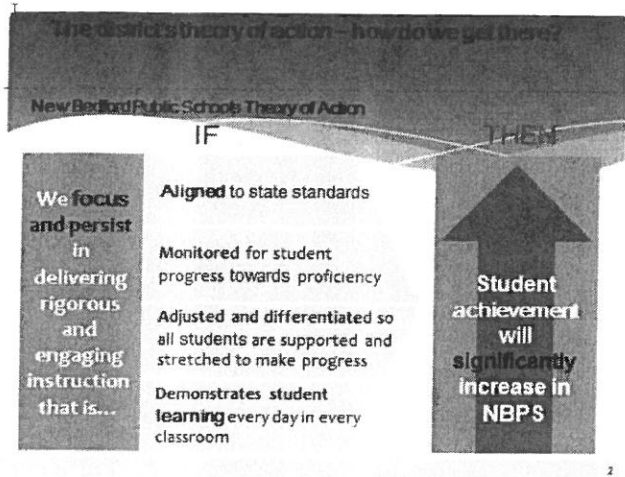 The district's theory of action – how do we get there?
New Bedford Public Schools Theory of Action
IF
THEN
We focus
and persist
in
delivering
rigorous
and
engaging
instruction
that is...
Aligned to state standards
Monitored for student
progress towards proficiency
Adjusted and differentiated so
all students are supported and
stretched to make progress
Demonstrates student
learning every day in every
classroom
Student
achievement
will
significantly
increase in
NBPS
2